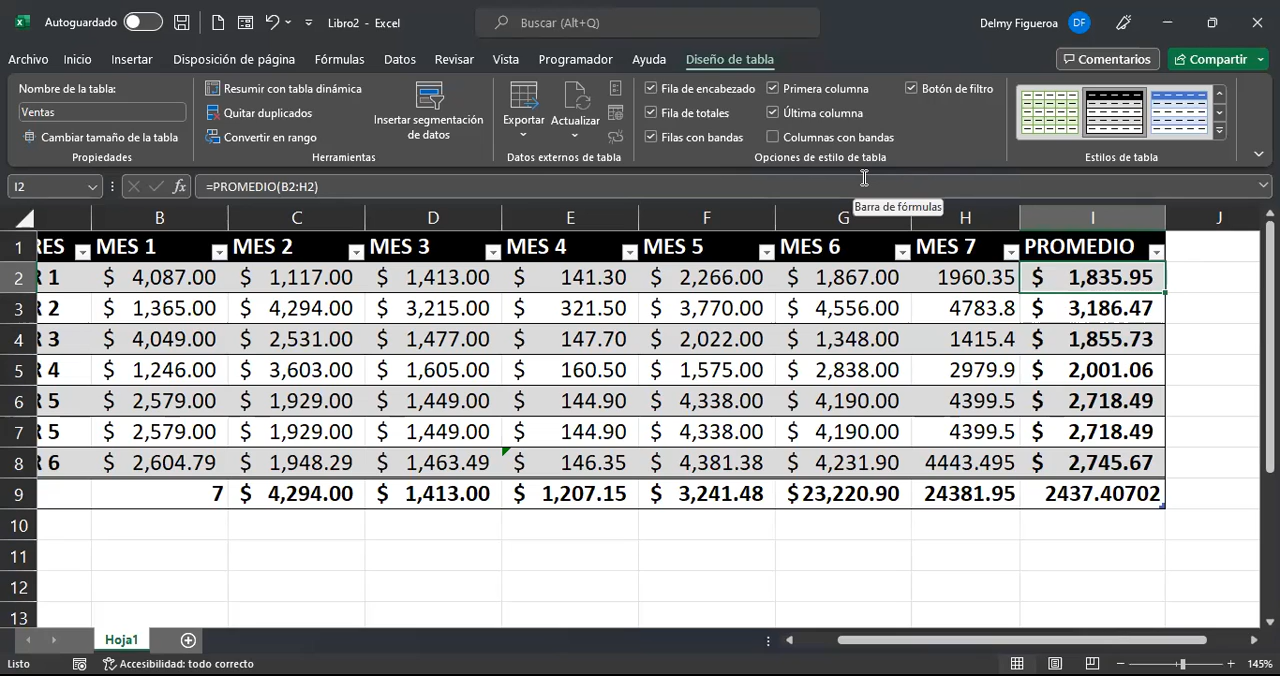 Autoguardado Libro2 - Excel Buscar (Alt+Q) Delmy Figueroa DF
Archivo Inicio Insertar Disposición de página Fórmulas Datos Revisar Vista Programador Ayuda Diseño de tabla Comentarios Compartir
Nombre de la tabla:
Ventas
Cambiar tamaño de la tabla
Propiedades
Resumir con tabla dinámica
Quitar duplicados
Convertir en rango
Insertar segmentación
de datos
Herramientas
Exportar Actualizar
Datos externos de tabla
Fila de encabezado Primera columna Botón de filtro
Fila de totales Última columna
Filas con bandas Columnas con bandas
Opciones de estilo de tabla
Estilos de tabla
I2 fx =PROMEDIO(B2:H2)
Barra de fórmulas
B C D E F G H I J
1 RES MES 1 MES 2 MES 3 MES 4 MES 5 MES 6 MES 7 PROMEDIO
2 R 1 $ 4,087.00 $ 1,117.00 $ 1,413.00 $ 141.30 $ 2,266.00 $ 1,867.00 1960.35 $ 1,835.95
3 R 2 $ 1,365.00 $ 4,294.00 $ 3,215.00 $ 321.50 $ 3,770.00 $ 4,556.00 4783.8 $ 3,186.47
4 R 3 $ 4,049.00 $ 2,531.00 $ 1,477.00 $ 147.70 $ 2,022.00 $ 1,348.00 1415.4 $ 1,855.73
5 R 4 $ 1,246.00 $ 3,603.00 $ 1,605.00 $ 160.50 $ 1,575.00 $ 2,838.00 2979.9 $ 2,001.06
6 R 5 $ 2,579.00 $ 1,929.00 $ 1,449.00 $ 144.90 $ 4,338.00 $ 4,190.00 4399.5 $ 2,718.49
7 R 5 $ 2,579.00 $ 1,929.00 $ 1,449.00 $ 144.90 $ 4,338.00 $ 4,190.00 4399.5 $ 2,718.49
8 R 6 $ 2,604.79 $ 1,948.29 $ 1,463.49 $ 146.35 $ 4,381.38 $ 4,231.90 4443.495 $ 2,745.67
9 7 $ 4,294.00 $ 1,413.00 $ 1,207.15 $ 3,241.48 $ 23,220.90 24381.95 2437.40702
10
11
12
13
Hoja1
Listo Accesibilidad: todo correcto 145%